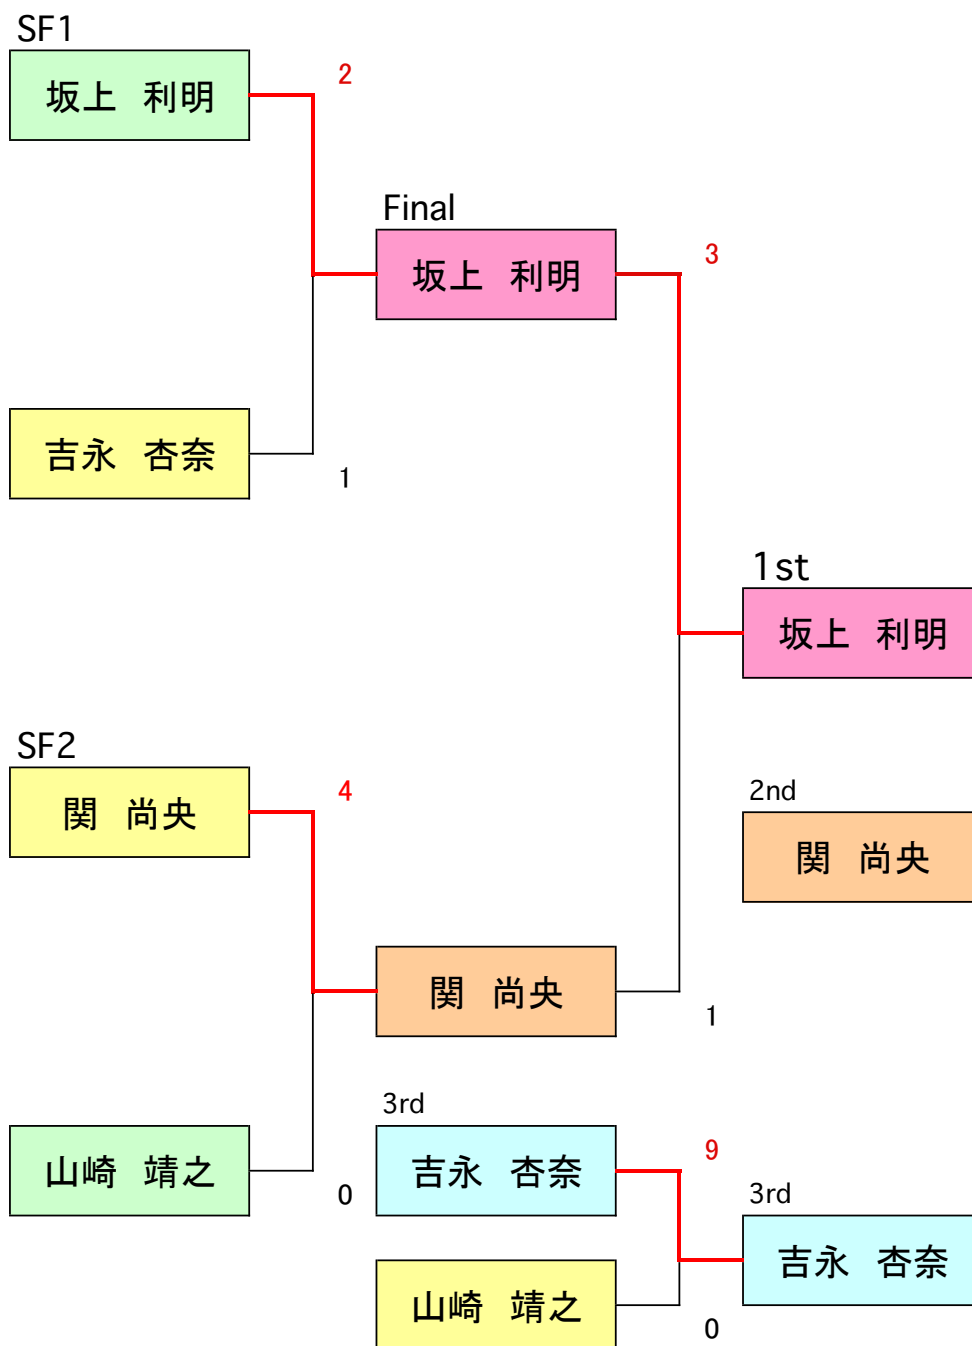 SF1
坂上　利明
2
Final
坂上　利明
3
吉永　杏奈
1
1st
坂上　利明
SF2
関　尚央
4
2nd
関　尚央
関　尚央
1
3rd
山崎　靖之
0
吉永　杏奈
9
3rd
吉永　杏奈
山崎　靖之
0